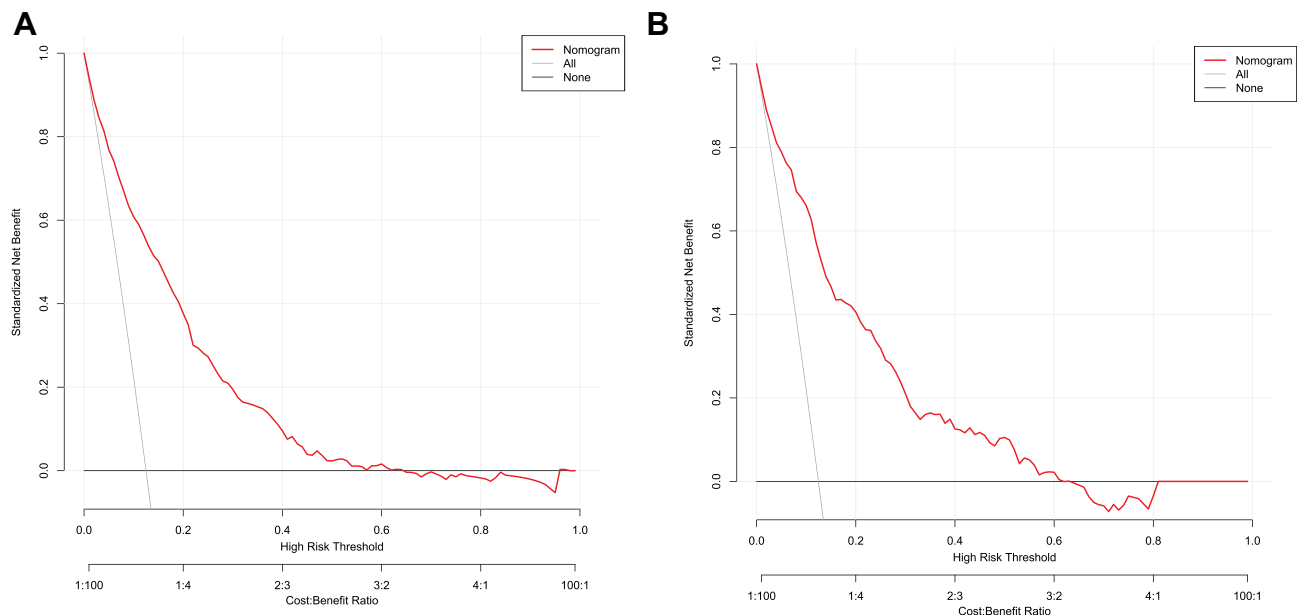 A
Nomogram
All
None
Standardized Net Benefit
1.0
0.8
0.6
0.4
0.2
0.0
0.0 0.2 0.4 0.6 0.8 1.0
High Risk Threshold
1:100 1:4 2:3 3:2 4:1 100:1
Cost:Benefit Ratio
B
Nomogram
All
None
Standardized Net Benefit
1.0
0.8
0.6
0.4
0.2
0.0
0.0 0.2 0.4 0.6 0.8 1.0
High Risk Threshold
1:100 1:4 2:3 3:2 4:1 100:1
Cost:Benefit Ratio